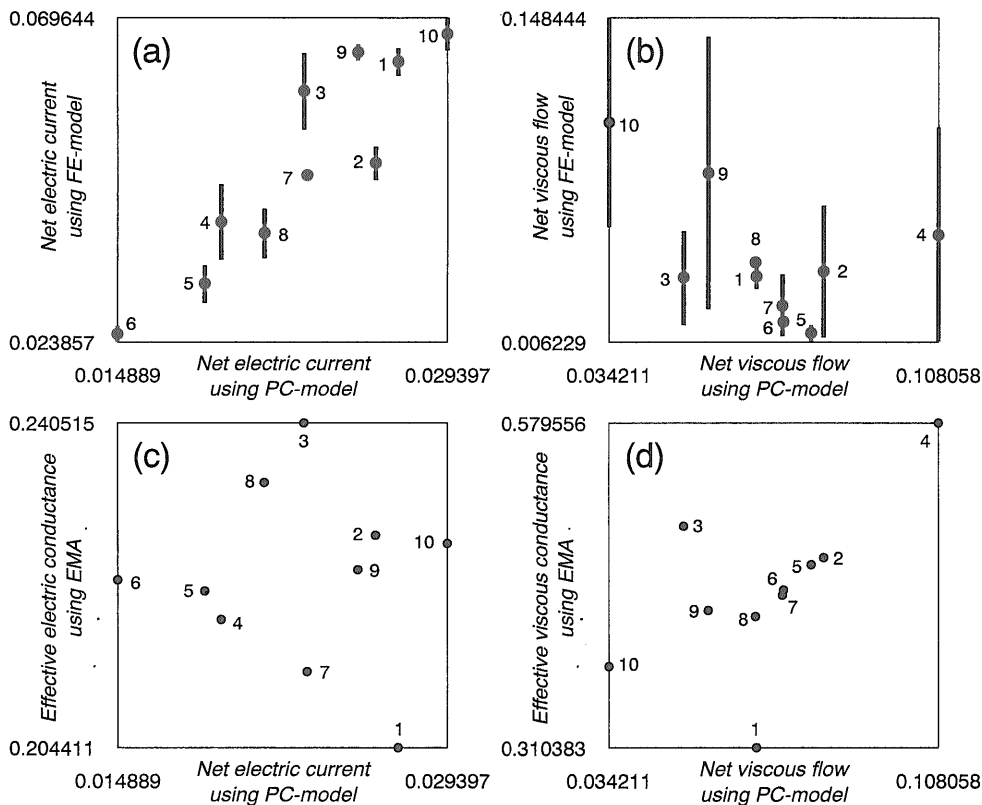 0.069644
(a)
Net electric current
using FE-model
10
9
1
3
2
7
4
8
5
6
0.023857
0.014889
Net electric current
using PC-model
0.029397
0.148444
(b)
Net viscous flow
using FE-model
10
9
4
8
3
1
2
7
6
5
0.006229
0.034211
Net viscous flow
using PC-model
0.108058
0.240515
(c)
Effective electric conductance
using EMA
3
8
2
10
9
6
5
4
7
1
0.204411
0.014889
Net electric current
using PC-model
0.029397
0.579556
(d)
Effective viscous conductance
using EMA
4
3
2
5
6
7
9
8
10
1
0.310383
0.034211
Net viscous flow
using PC-model
0.108058